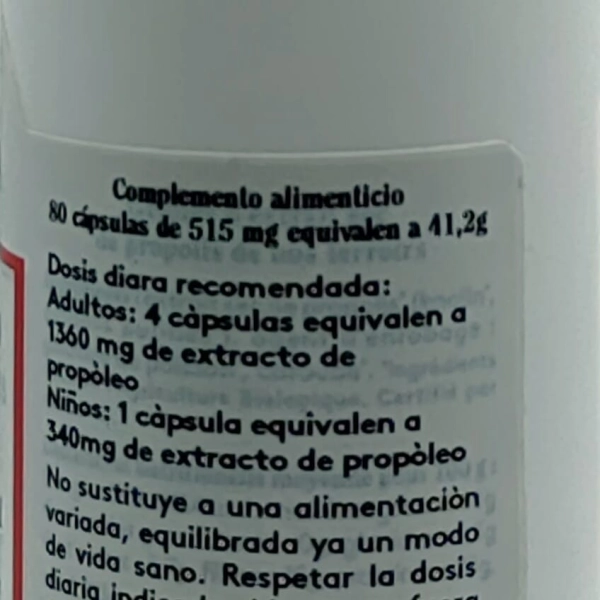 Complemento alimenticio
80 cápsulas de 515 mg equivalen a 41,2g
Dosis diara recomendada:
Adultos: 4 càpsulas equivalen a
1360 mg de extracto de
propòleo
Niños: 1 càpsula equivalen a
340mg de extracto de propòleo
No sustituye a una alimentaciòn
variada, equilibrada ya un modo
de vida sano. Respetar la dosis
diaria